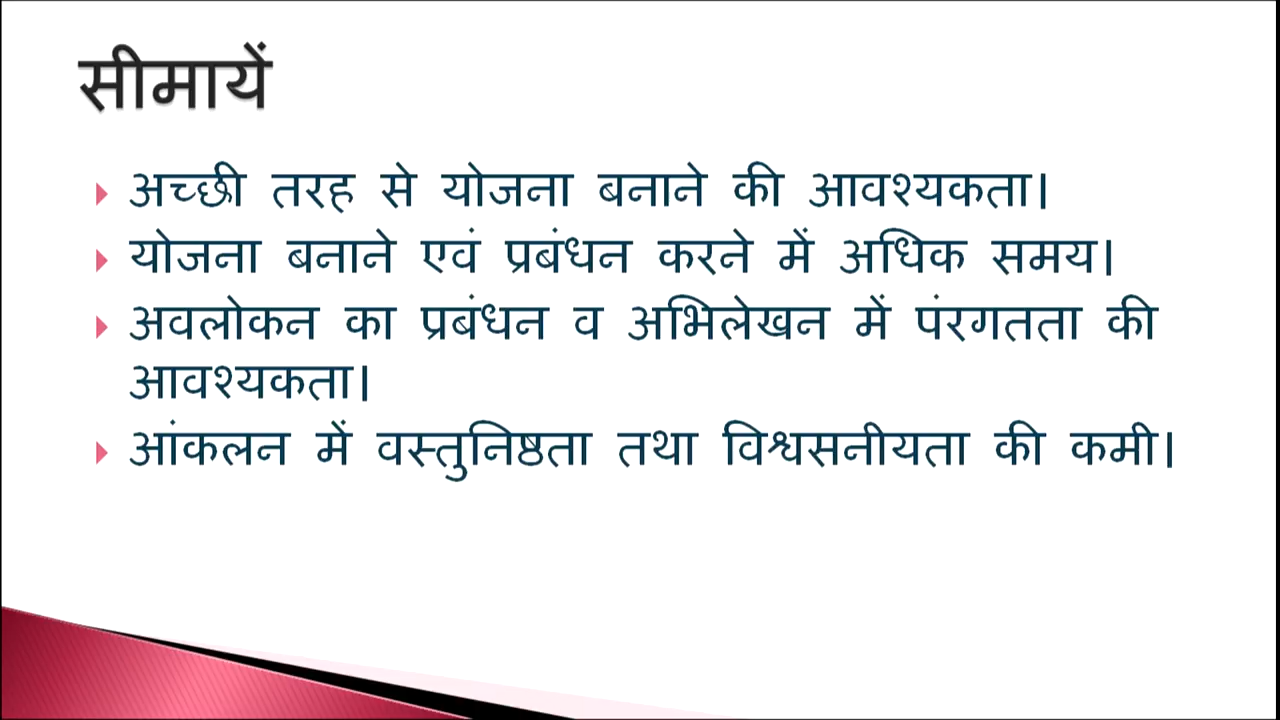 सीमायें
अच्छी तरह से योजना बनाने की आवश्यकता।
योजना बनाने एवं प्रबंधन करने में अधिक समय।
अवलोकन का प्रबंधन व अभिलेखन में पंरगतता की
आवश्यकता।
आंकलन में वस्तुनिष्ठता तथा विश्वसनीयता की कमी।